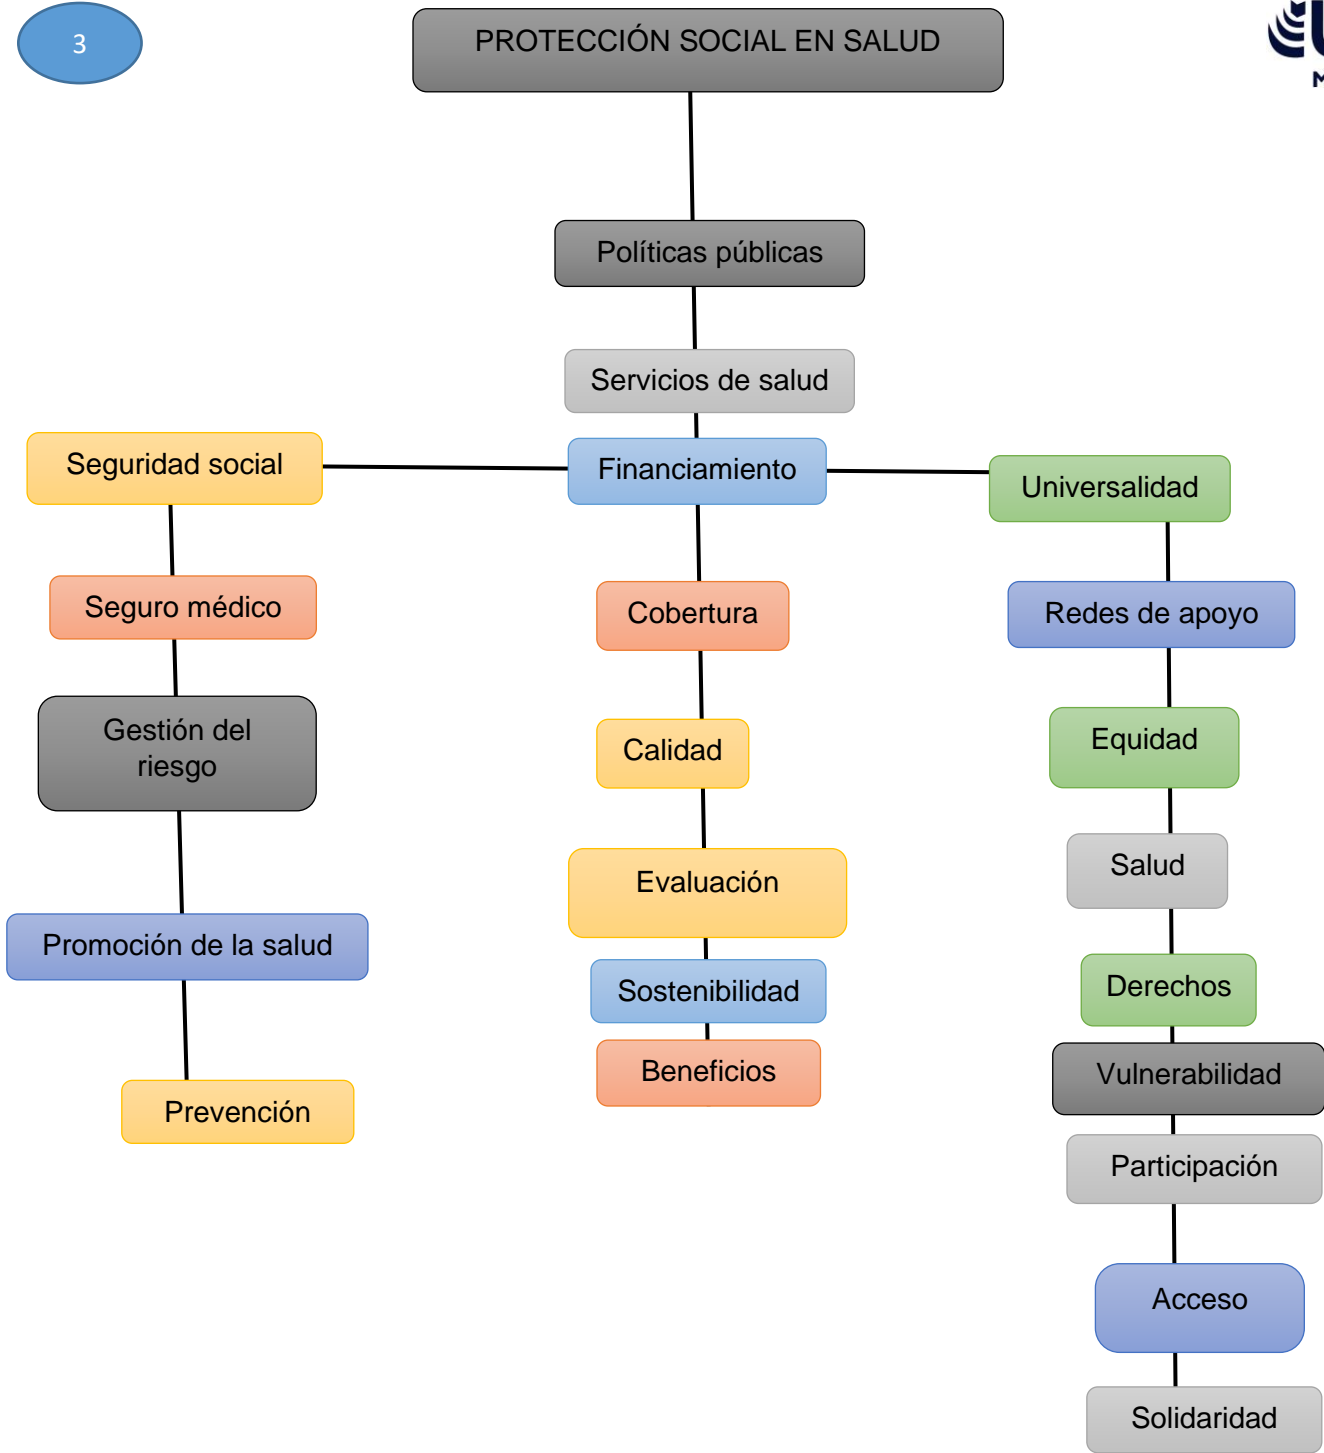 3
PROTECCIÓN SOCIAL EN SALUD
Políticas públicas
Servicios de salud
Seguridad social
Financiamiento
Universalidad
Seguro médico
Cobertura
Redes de apoyo
Gestión del
riesgo
Calidad
Equidad
Evaluación
Salud
Promoción de la salud
Sostenibilidad
Derechos
Beneficios
Vulnerabilidad
Prevención
Participación
Acceso
Solidaridad